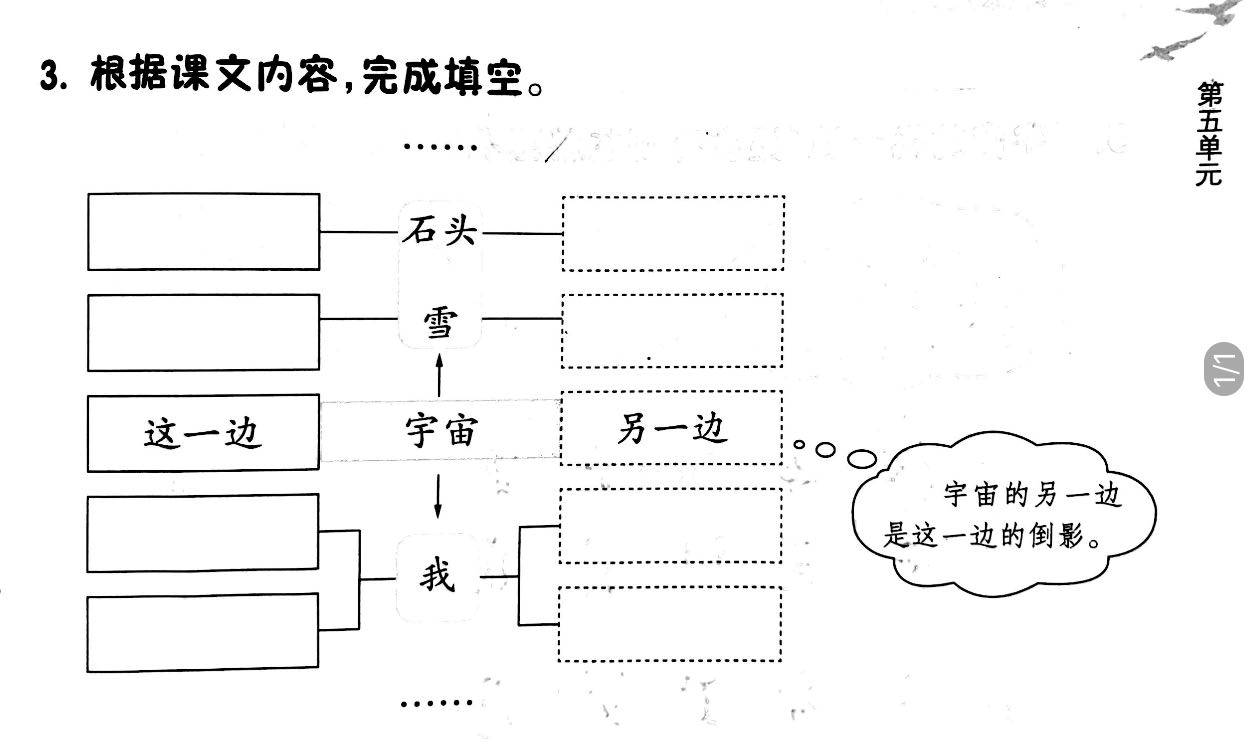 3. 根据课文内容，完成填空。
第五单元
……
石头
雪
这一边 宇宙 另一边
宇宙的另一边
是这一边的倒影。
我
……
1/1